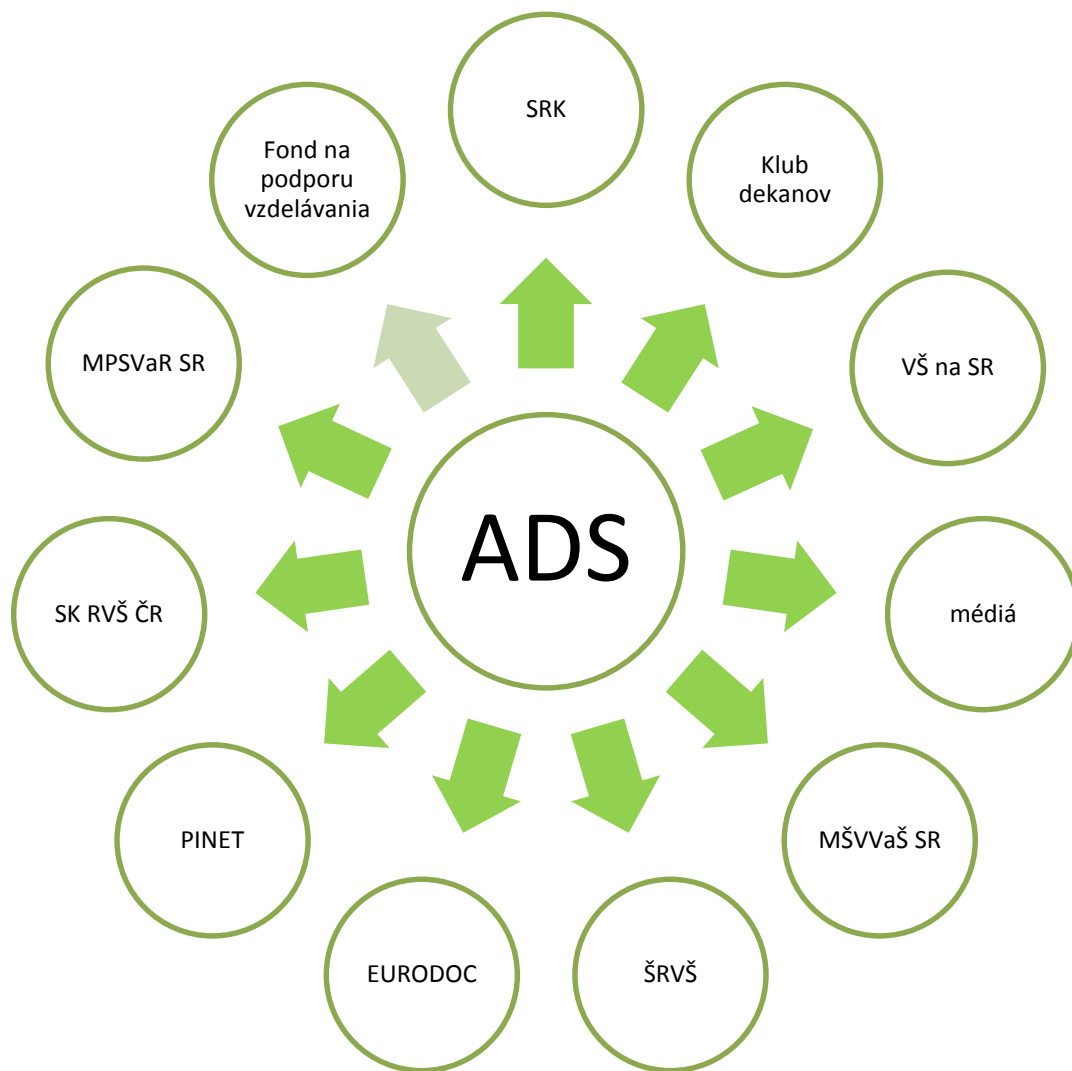 SRK
Klub
dekanov
VŠ na SR
médiá
MŠVVaŠ SR
ŠRVŠ
EURODOC
PINET
SK RVŠ ČR
MPSVaR SR
Fond na
podporu
vzdelávania
ADS